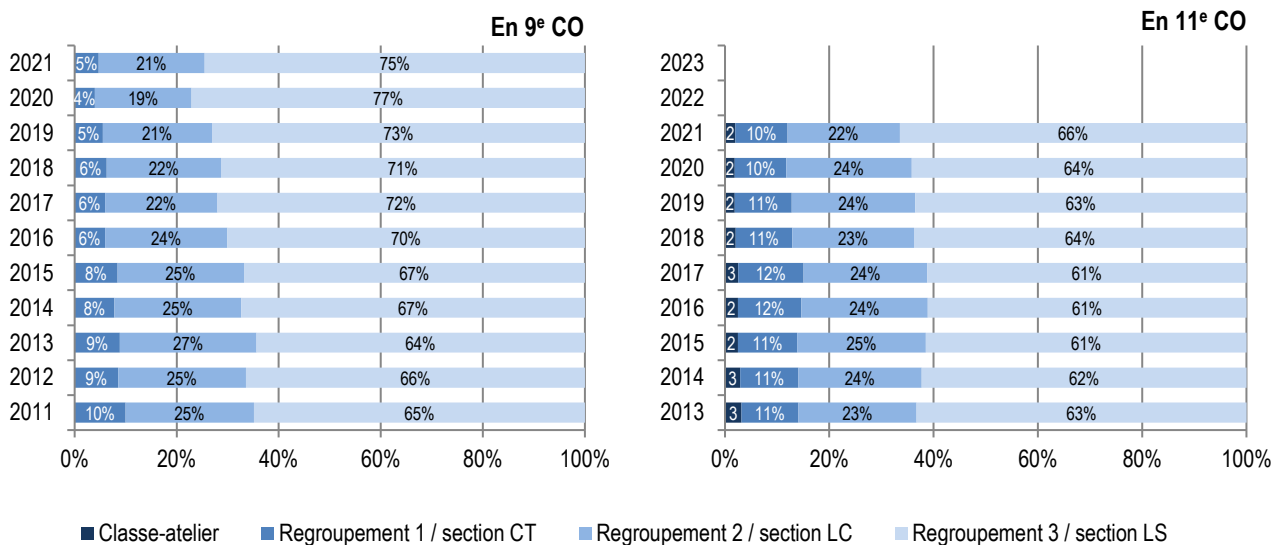 En 9e CO
2021 5% 21% 75%
2020 4% 19% 77%
2019 5% 21% 73%
2018 6% 22% 71%
2017 6% 22% 72%
2016 6% 24% 70%
2015 8% 25% 67%
2014 8% 25% 67%
2013 9% 27% 64%
2012 9% 25% 66%
2011 10% 25% 65%
0% 20% 40% 60% 80% 100%
En 11e CO
2023
2022
2021 2 10% 22% 66%
2020 2 10% 24% 64%
2019 2 11% 24% 63%
2018 2 11% 23% 64%
2017 3 12% 24% 61%
2016 2 12% 24% 61%
2015 2 11% 25% 61%
2014 3 11% 24% 62%
2013 3 11% 23% 63%
0% 20% 40% 60% 80% 100%
Classe-atelier Regroupement 1 / section CT Regroupement 2 / section LC Regroupement 3 / section LS